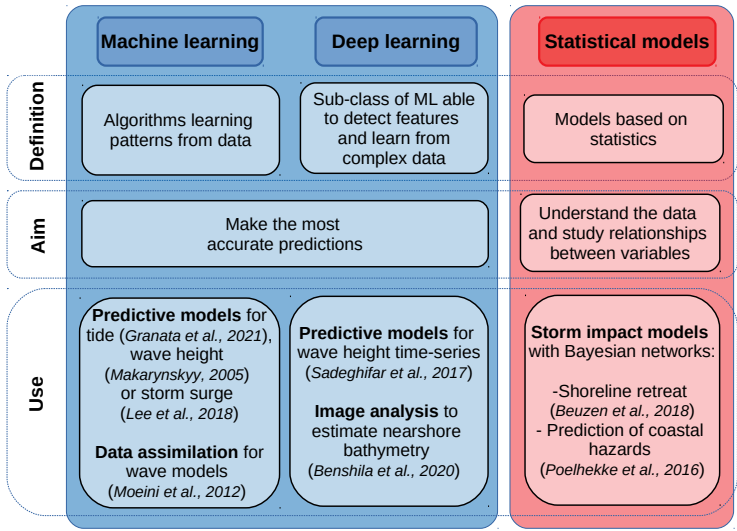 Machine learning
Deep learning
Statistical models
Definition
Algorithms learning
patterns from data
Sub-class of ML able
to detect features
and learn from
complex data
Models based on
statistics
Aim
Make the most
accurate predictions
Understand the data
and study relationships
between variables
Use
Predictive models for
tide (Granata et al., 2021),
wave height
(Makarynskyy, 2005)
or storm surge
(Lee et al., 2018)
Data assimilation for
wave models
(Moeini et al., 2012)
Predictive models for
wave height time-series
(Sadeghifar et al., 2017)
Image analysis to
estimate nearshore
bathymetry
(Benshila et al., 2020)
Storm impact models
with Bayesian networks:
-Shoreline retreat
(Beuzen et al., 2018)
- Prediction of coastal
hazards
(Poelhekke et al., 2016)